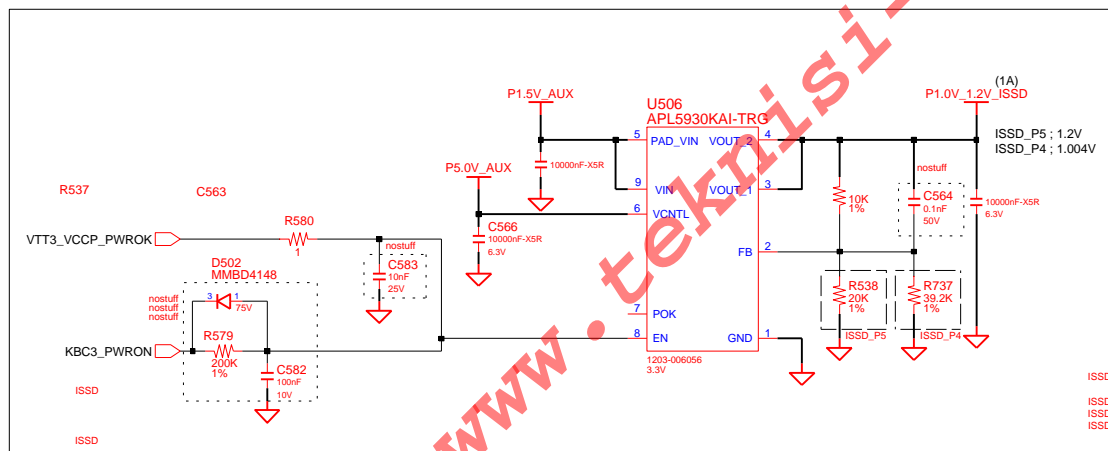 (1A)
P1.5V_AUX
P1.0V_1.2V_ISSD
U506
APL5930KAI-TRG
ISSD_P5 ; 1.2V
ISSD_P4 ; 1.004V
5 PAD_VIN VOUT_2 4
10000nF-X5R
P5.0V_AUX
nostuff
9 VIN VOUT_1 3
R537
C563
10K
1%
C564
0.1nF
50V
10000nF-X5R
6.3V
6 VCNTL
C566
10000nF-X5R
6.3V
R580
1
VTT3_VCCP_PWROK
nostuff
FB 2
C583
10nF
25V
D502
MMBD4148
R538
20K
1%
R737
39.2K
1%
nostuff
nostuff
nostuff
3 1
75V
7 POK
R579
200K
1%
8 EN GND 1
ISSD_P5
ISSD_P4
KBC3_PWRON
1203-006056
3.3V
C582
100nF
10V
ISSD
ISSD
ISSD
ISSD
ISSD
ISSD
www.teknisi-